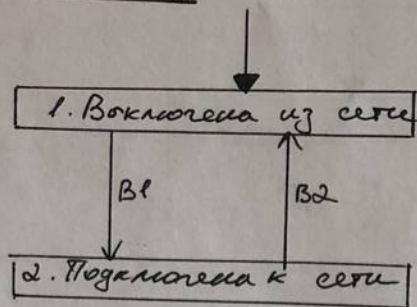 1. Выключена из сети
В1
В2
2. Подключена к сети